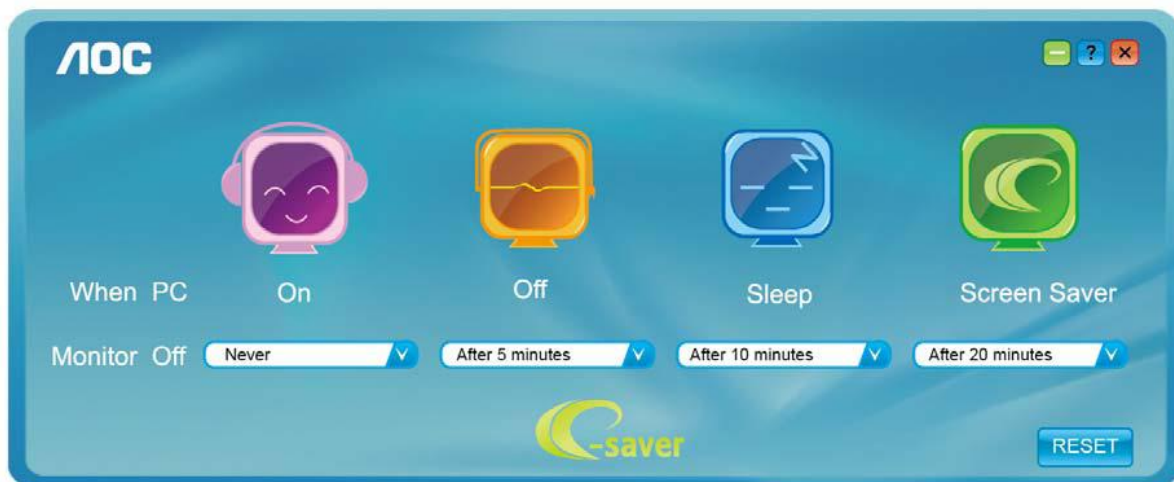 AOC
?
When PC On Off Sleep Screen Saver
Monitor Off Never After 5 minutes After 10 minutes After 20 minutes
e-saver
RESET